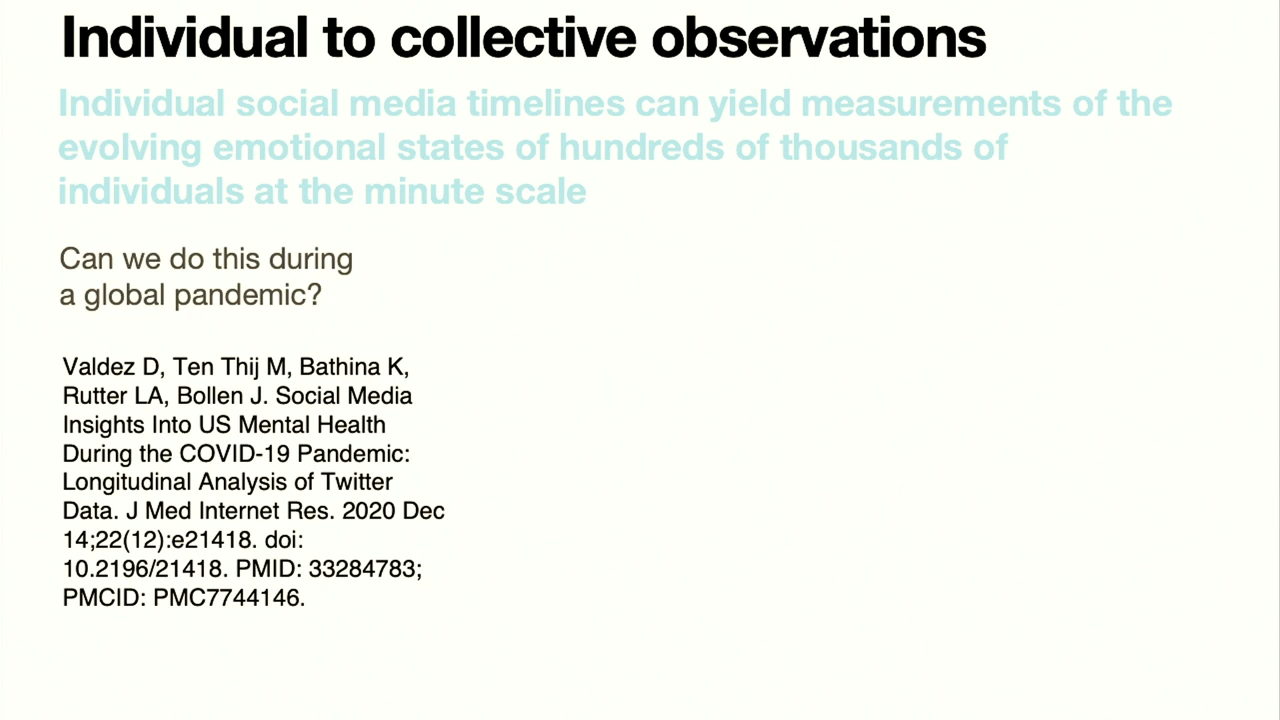 Individual to collective observations
Individual social media timelines can yield measurements of the
evolving emotional states of hundreds of thousands of
individuals at the minute scale
Can we do this during
a global pandemic?
Valdez D, Ten Thij M, Bathina K,
Rutter LA, Bollen J. Social Media
Insights Into US Mental Health
During the COVID-19 Pandemic:
Longitudinal Analysis of Twitter
Data. J Med Internet Res. 2020 Dec
14;22(12):e21418. doi:
10.2196/21418. PMID: 33284783;
PMCID: PMC7744146.